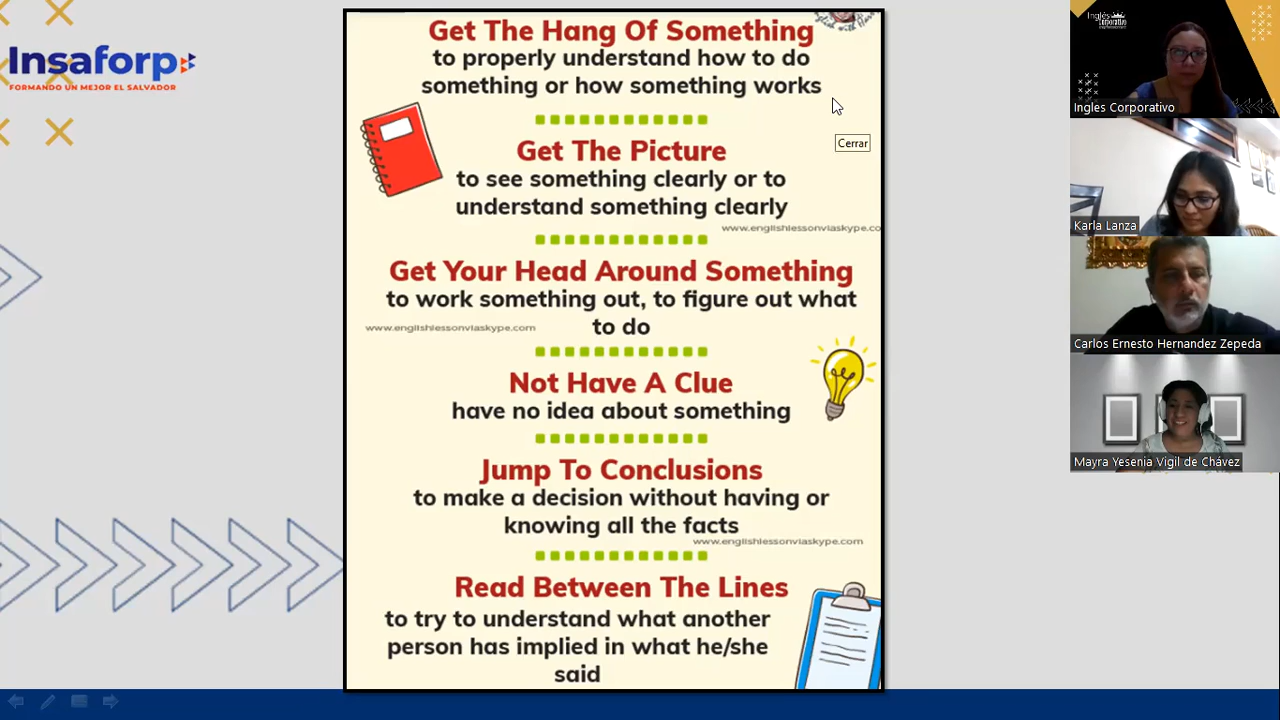 Insaforp
FORMANDO UN MEJOR EL SALVADOR
Get The Hang Of Something
to properly understand how to do
something or how something works
Cerrar
Get The Picture
to see something clearly or to
understand something clearly
www.englishlessonviaskype.co
Get Your Head Around Something
to work something out, to figure out what
to do
www.englishlessonviaskype.com
Not Have A Clue
have no idea about something
Jump To Conclusions
to make a decision without having or
knowing all the facts
www.englishlessonviaskype.com
Read Between The Lines
to try to understand what another
person has implied in what he/she
said
Inglés
Corporativo
Ingles Corporativo
Karla Lanza
Carlos Ernesto Hernandez Zepeda
Mayra Yesenia Vigil de Chávez